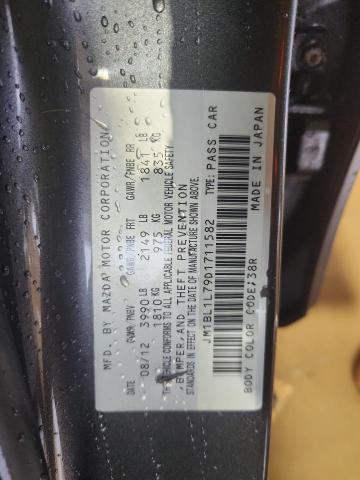 MFD. BY MAZDA MOTOR CORPORATION
GVWR/PNBV GAWR/PNBE FRT GAWR/PNBE RR
08/12 3990 LB 2149 LB 1841 LB
1810 KG 975 KG 835 KG
THIS VEHICLE CONFORMS TO ALL APPLICABLE FEDERAL MOTOR VEHICLE SAFETY,
BUMPER, AND THEFT PREVENTION
STANDARDS IN EFFECT ON THE DATE OF MANUFACTURE SHOWN ABOVE.
JM1BL1L79D1711582 TYPE: PASS CAR
BODY COLOR CODE:38R MADE IN JAPAN